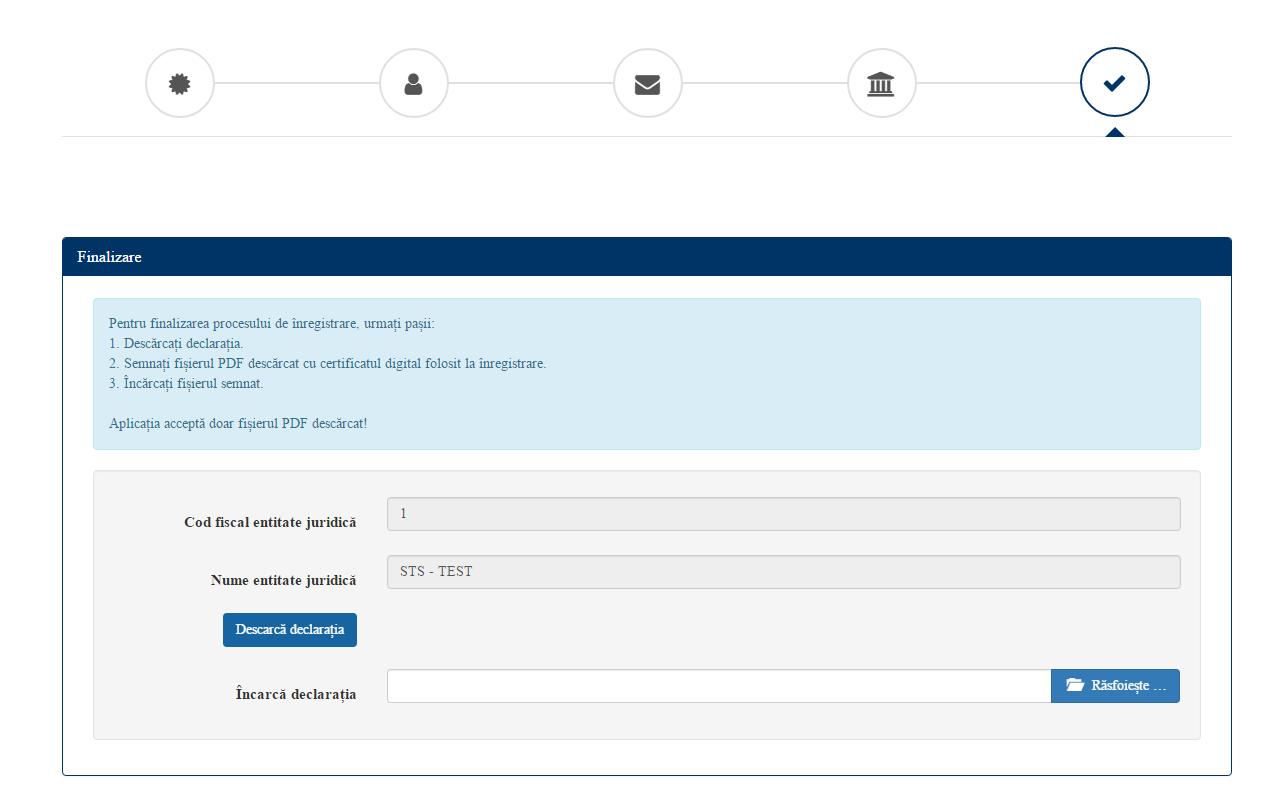 Finalizare
Pentru finalizarea procesului de înregistrare, urmați pașii:
1. Descărcați declarația.
2. Semnați fișierul PDF descărcat cu certificatul digital folosit la înregistrare.
3. Încărcați fișierul semnat.
Aplicația acceptă doar fișierul PDF descărcat!
Cod fiscal entitate juridică
1
Nume entitate juridică
STS - TEST
Descarcă declarația
Încarcă declarația
Răsfoiește ...